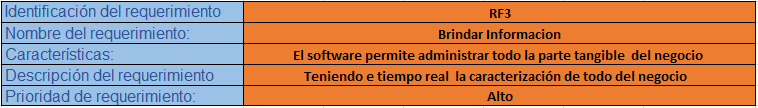 Identificación del requerimiento RF3
Nombre del requerimiento: Brindar Informacion
Características: El software permite administrar todo la parte tangible del negocio
Descripción del requerimiento Teniendo e tiempo real la caracterización de todo del negocio
Prioridad de requerimiento: Alto